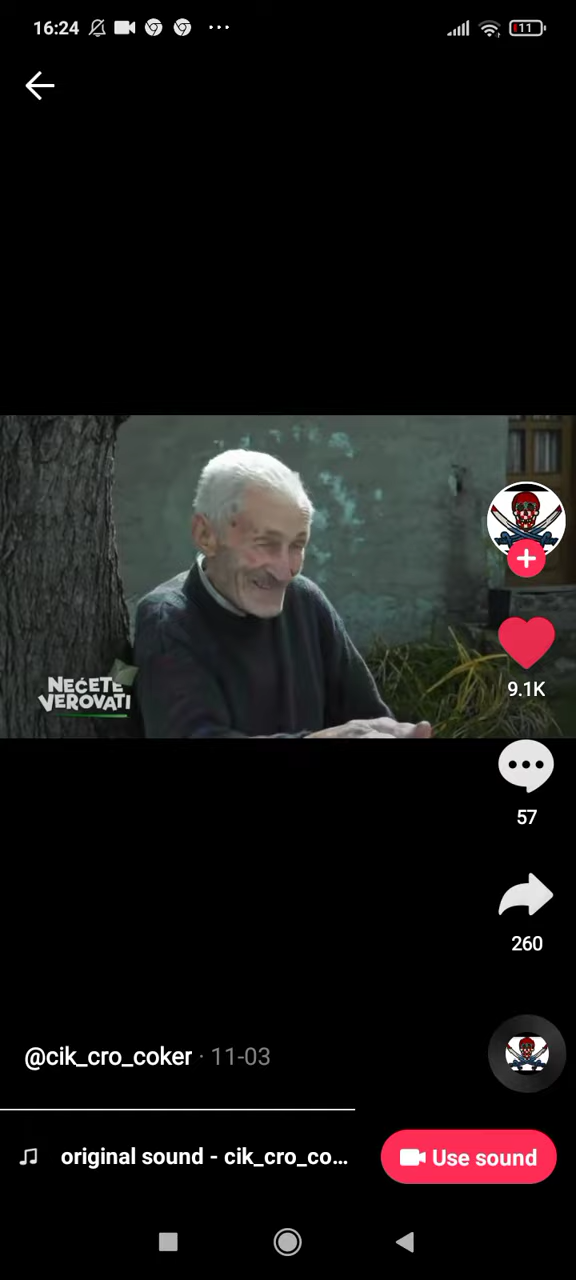 16:24
11
NEĆETE
VEROVATI
9.1K
57
260
@cik_cro_coker · 11-03
original sound - cik_cro_co...
Use sound